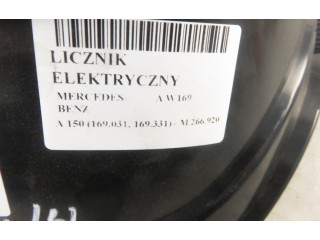 LICZNIK
ELEKTRYCZNY
MERCEDES- A W169
BENZ
A 150 (169.031, 169.331) - M 266.920